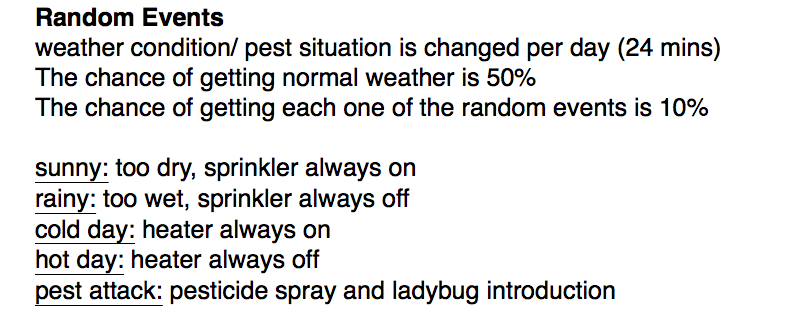 Random Events
weather condition/ pest situation is changed per day (24 mins)
The chance of getting normal weather is 50%
The chance of getting each one of the random events is 10%
sunny: too dry, sprinkler always on
rainy: too wet, sprinkler always off
cold day: heater always on
hot day: heater always off
pest attack: pesticide spray and ladybug introduction